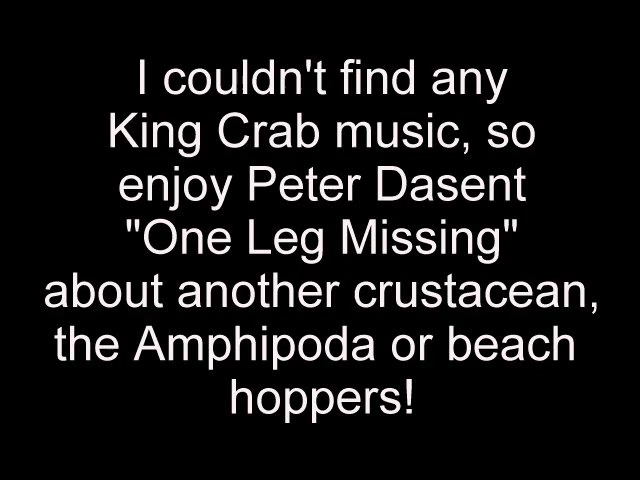 I couldn't find any
King Crab music, so
enjoy Peter Dasent
"One Leg Missing"
about another crustacean,
the Amphipoda or beach
hoppers!